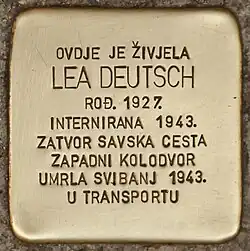 OVDJE JE ŽIVJELA
LEA DEUTSCH
ROĐ. 1927.
INTERNIRANA 1943.
ZATVOR SAVSKA CESTA
ZAPADNI KOLODVOR
UMRLA SVIBANJ 1943.
U TRANSPORTU